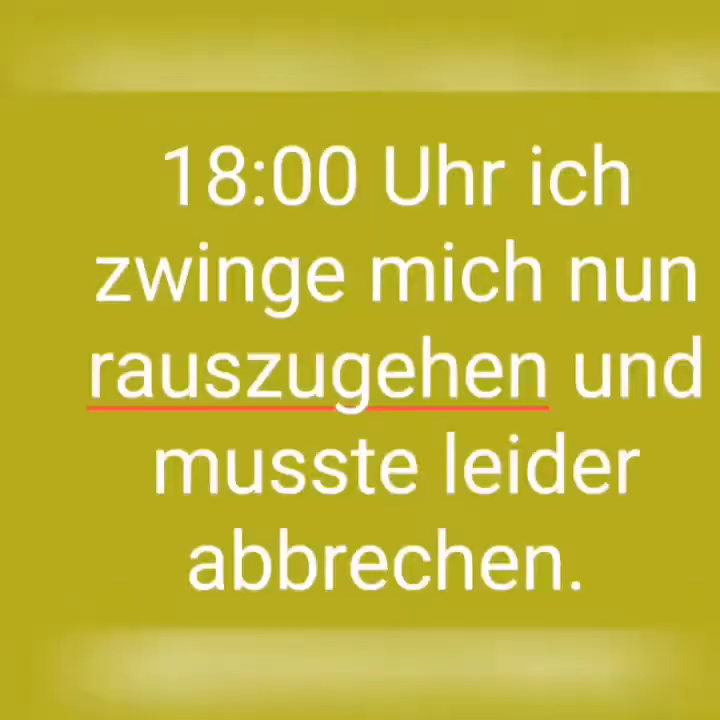 18:00 Uhr ich
zwinge mich nun
rauszugehen und
musste leider
abbrechen.